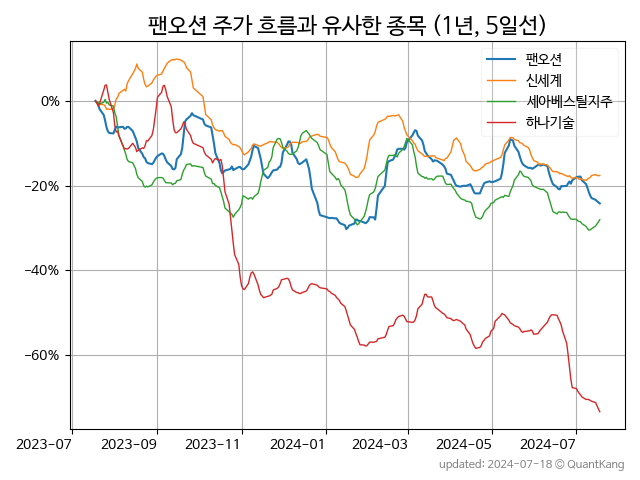 팬오션 주가 흐름과 유사한 종목 (1년, 5일선)
팬오션
신세계
세아베스틸지주
하나기술
0%
−20%
−40%
−60%
2023-07
2023-09
2023-11
2024-01
2024-03
2024-05
2024-07
updated: 2024-07-18 © QuantKang